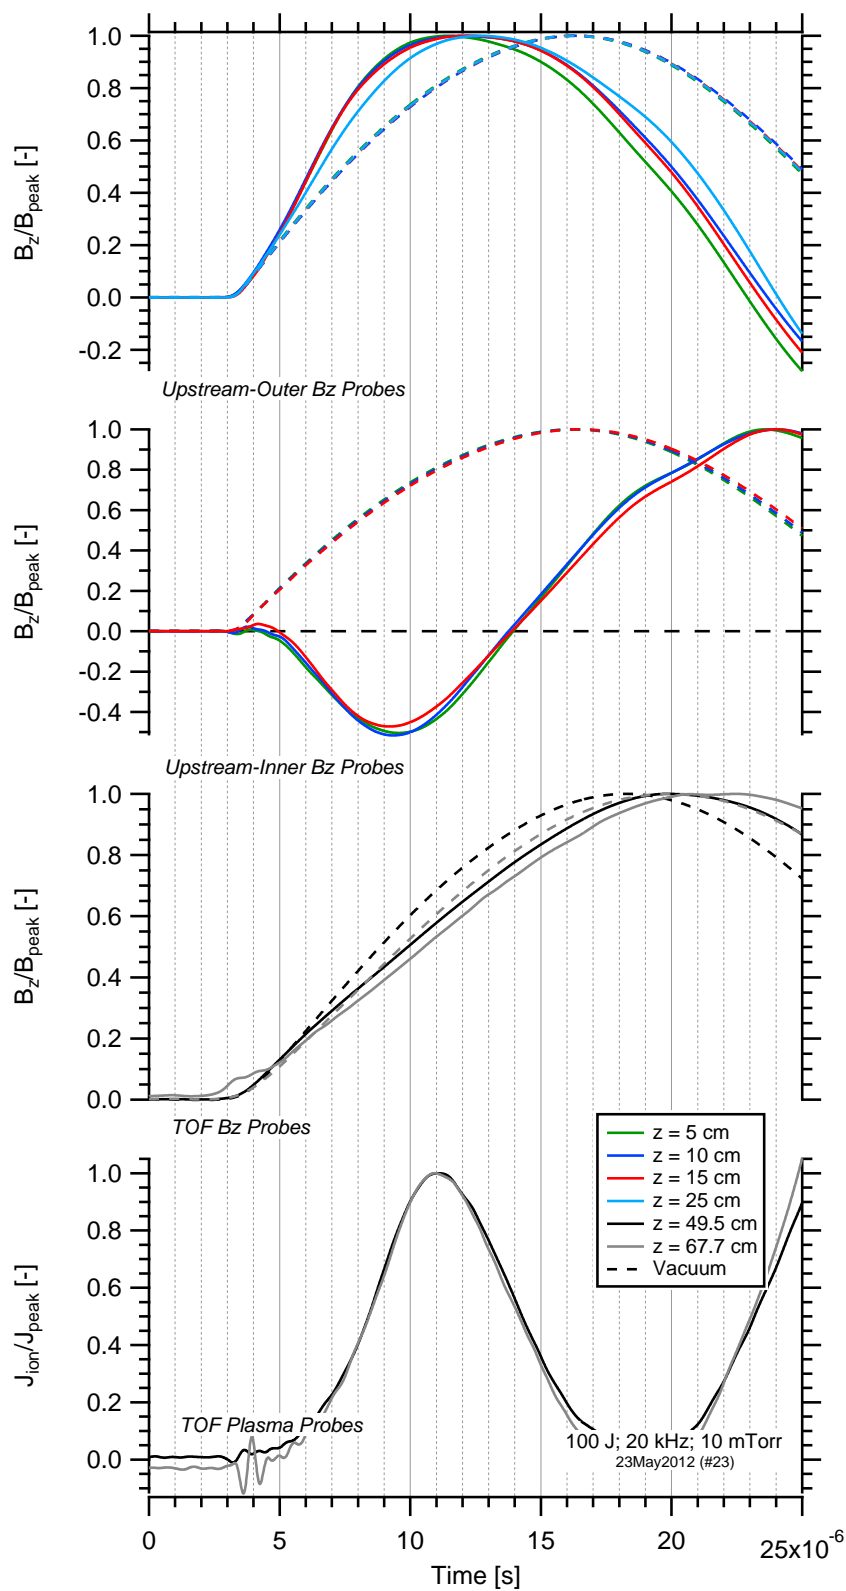 1.0
0.8
0.6
0.4
0.2
0.0
-0.2
Bz/Bpeak [-]
Upstream-Outer Bz Probes
1.0
0.8
0.6
0.4
0.2
0.0
-0.2
-0.4
Bz/Bpeak [-]
Upstream-Inner Bz Probes
1.0
0.8
0.6
0.4
0.2
0.0
Bz/Bpeak [-]
TOF Bz Probes
z = 5 cm
z = 10 cm
z = 15 cm
z = 25 cm
z = 49.5 cm
z = 67.7 cm
Vacuum
1.0
0.8
0.6
0.4
0.2
0.0
Jion/Jpeak [-]
TOF Plasma Probes
100 J; 20 kHz; 10 mTorr
23May2012 (#23)
0 5 10 15 20 25x10-6
Time [s]